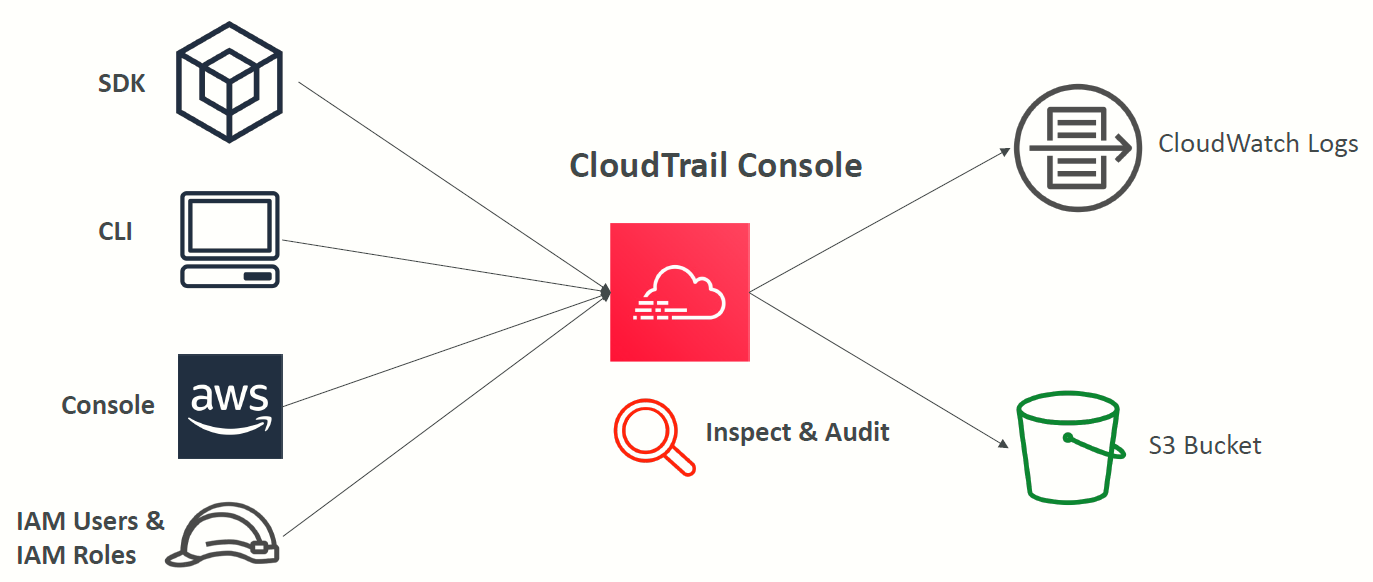 SDK
CLI
Console
aws
IAM Users &
IAM Roles
CloudTrail Console
Inspect & Audit
CloudWatch Logs
S3 Bucket